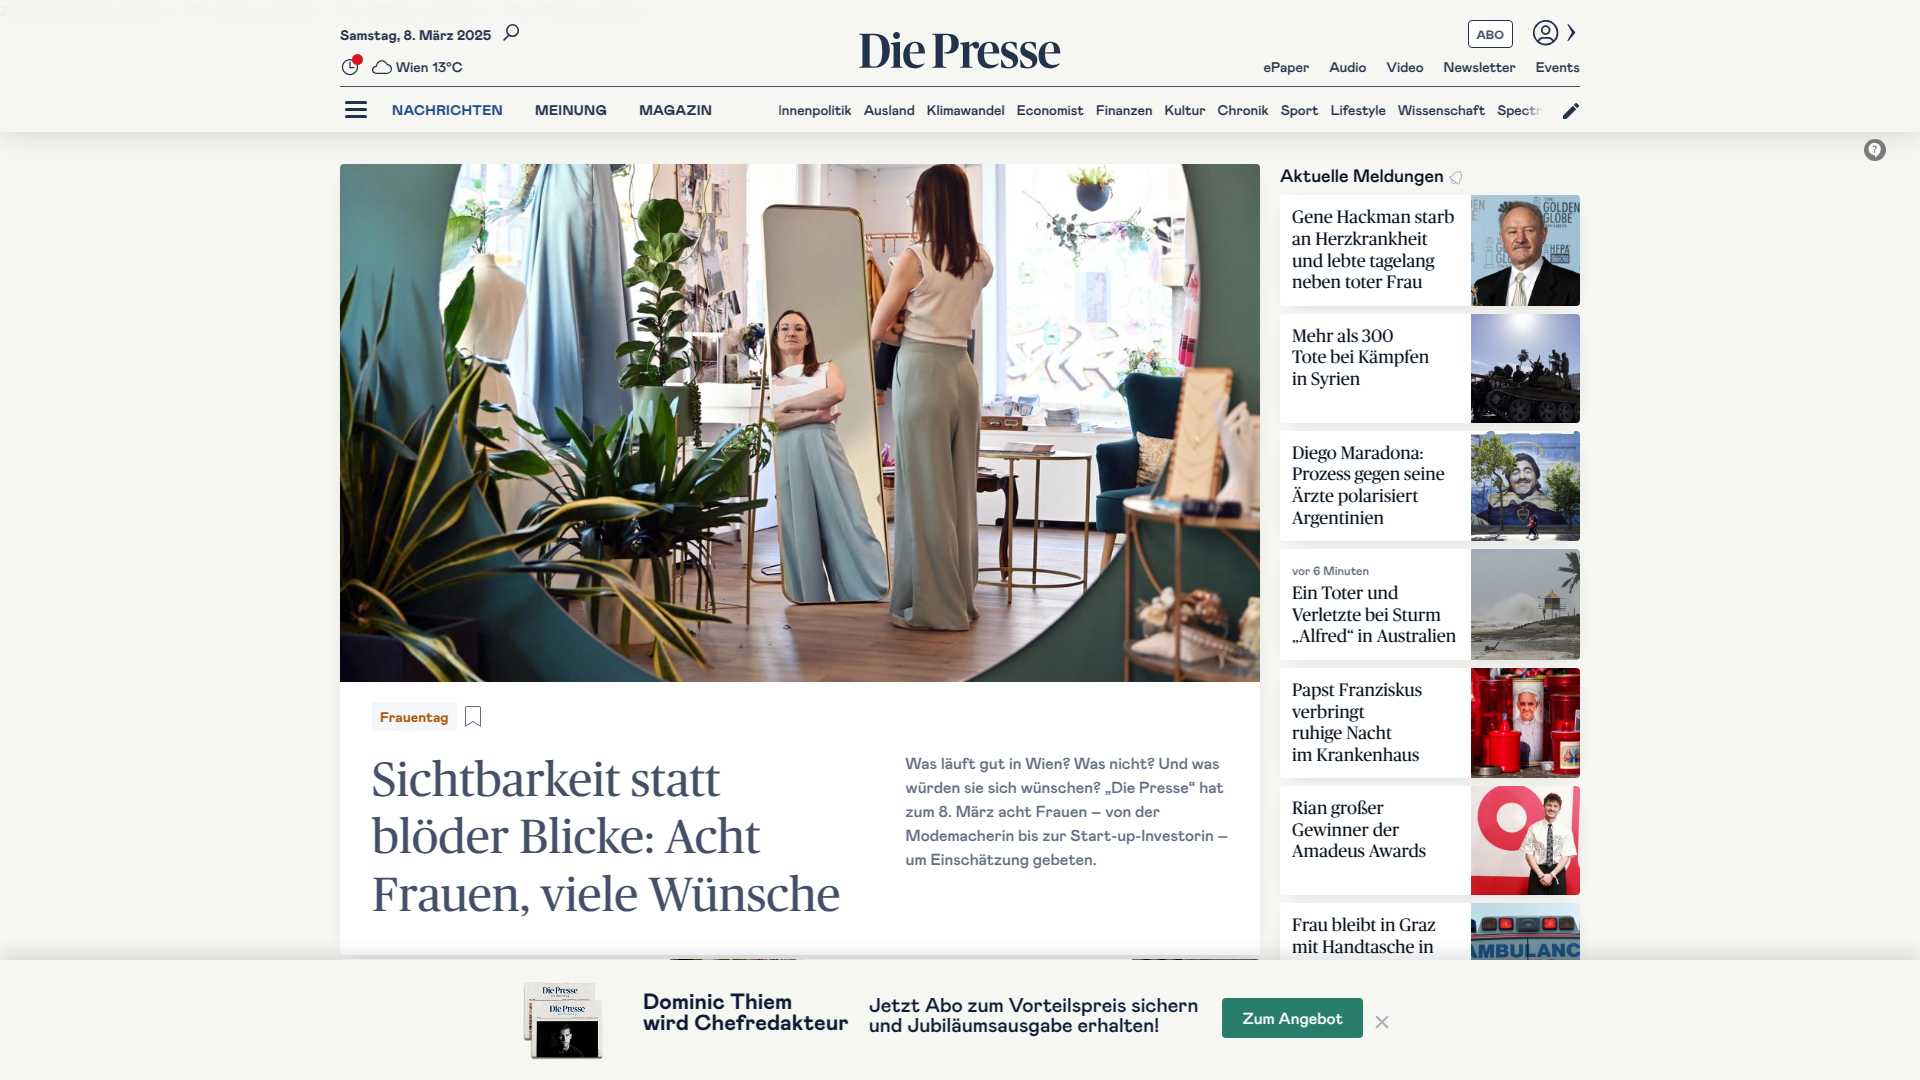 Samstag, 8. März 2025
Wien 13°C
Die Presse
ABO
ePaper Audio Video Newsletter Events
NACHRICHTEN MEINUNG MAGAZIN
Innenpolitik Ausland Klimawandel Economist Finanzen Kultur Chronik Sport Lifestyle Wissenschaft Spectr
Frauentag
Sichtbarkeit statt
blöder Blicke: Acht
Frauen, viele Wünsche
Was läuft gut in Wien? Was nicht? Und was
würden sie sich wünschen? „Die Presse“ hat
zum 8. März acht Frauen – von der
Modemacherin bis zur Start-up-Investorin –
um Einschätzung gebeten.
Aktuelle Meldungen
Gene Hackman starb
an Herzkrankheit
und lebte tagelang
neben toter Frau
GOLDEN
GLOBE
HFPA
Mehr als 300
Tote bei Kämpfen
in Syrien
Diego Maradona:
Prozess gegen seine
Ärzte polarisiert
Argentinien
vor 6 Minuten
Ein Toter und
Verletzte bei Sturm
„Alfred“ in Australien
Papst Franziskus
verbringt
ruhige Nacht
im Krankenhaus
Rian großer
Gewinner der
Amadeus Awards
Frau bleibt in Graz
mit Handtasche in
AMBULANC
Die Presse
Die Presse
Dominic Thiem
wird Chefredakteur
Jetzt Abo zum Vorteilspreis sichern
und Jubiläumsausgabe erhalten!
Zum Angebot